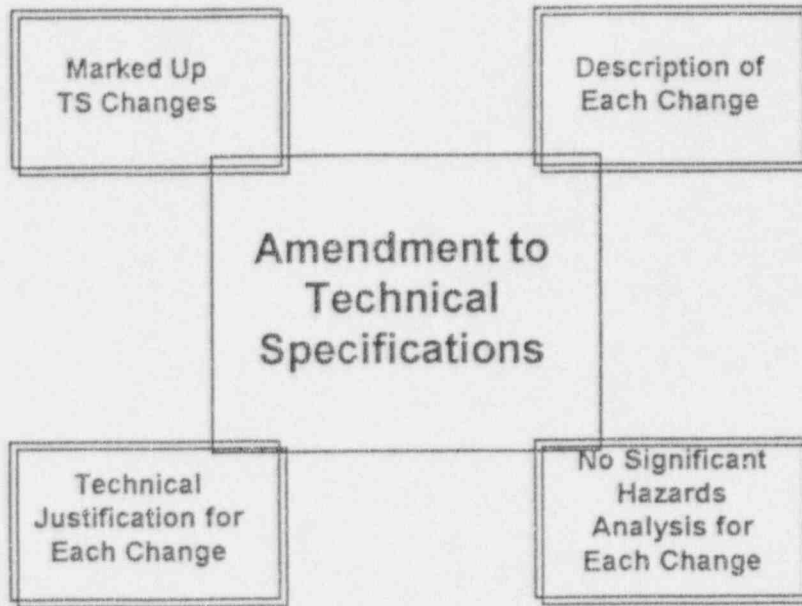 Marked Up
TS Changes
Description of
Each Change
Amendment to
Technical
Specifications
Technical
Justification for
Each Change
No Significant
Hazards
Analysis for
Each Change